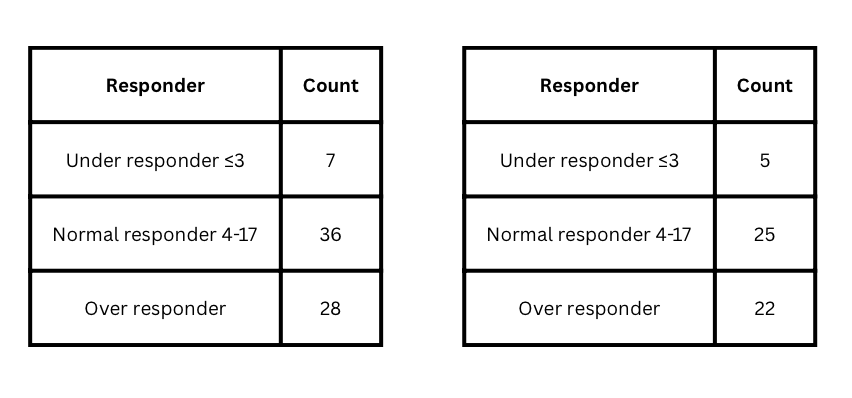 Responder Count
Under responder ≤3 7
Normal responder 4-17 36
Over responder 28
Responder Count
Under responder ≤3 5
Normal responder 4-17 25
Over responder 22